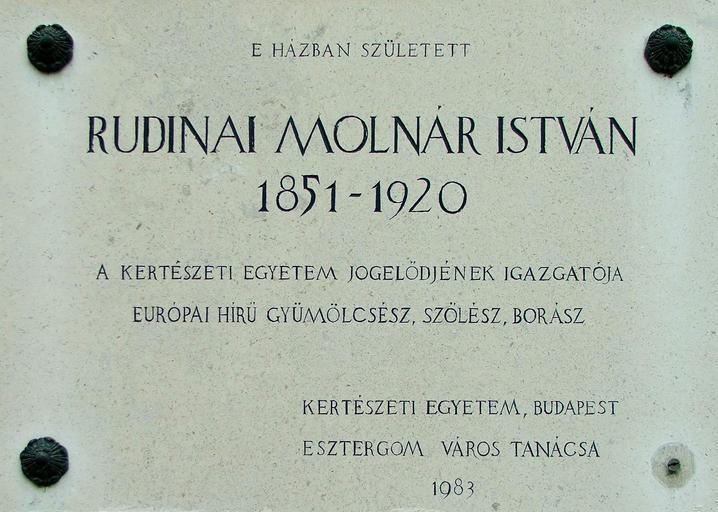 E HÁZBAN SZÜLETETT
RUDINAI MOLNÁR ISTVÁN
1851-1920
A KERTÉSZETI EGYETEM JOGELŐDJÉNEK IGAZGATÓJA
EURÓPAI HÍRŰ GYÜMÖLCSÉSZ, SZŐLÉSZ, BORÁSZ
KERTÉSZETI EGYETEM, BUDAPEST
ESZTERGOM VÁROS TANÁCSA
1983